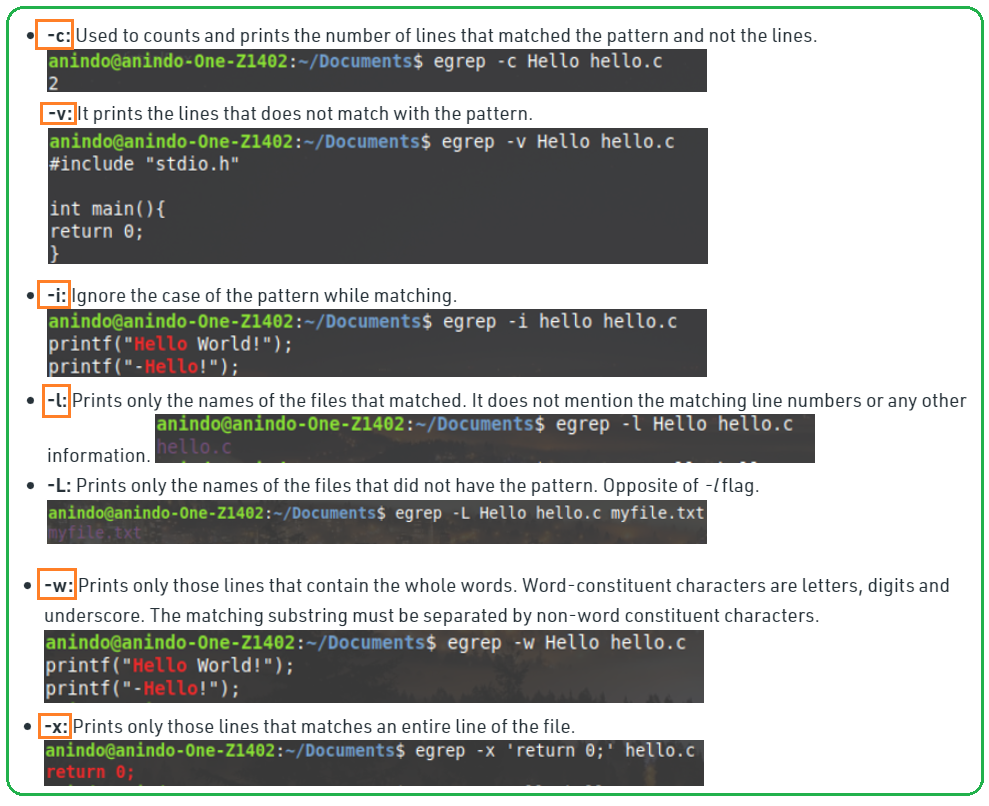 • -c: Used to counts and prints the number of lines that matched the pattern and not the lines.
anindo@anindo-One-Z1402:~/Documents$ egrep -c Hello hello.c
2
-v: It prints the lines that does not match with the pattern.
anindo@anindo-One-Z1402:~/Documents$ egrep -v Hello hello.c
#include "stdio.h"

int main(){
return 0;
}
• -i: Ignore the case of the pattern while matching.
anindo@anindo-One-Z1402:~/Documents$ egrep -i hello hello.c
printf("Hello World!");
printf("-Hello!");
• -l: Prints only the names of the files that matched. It does not mention the matching line numbers or any other
anindo@anindo-One-Z1402:~/Documents$ egrep -l Hello hello.c
hello.c
information.
• -L: Prints only the names of the files that did not have the pattern. Opposite of -l flag.
anindo@anindo-One-Z1402:~/Documents$ egrep -L Hello hello.c myfile.txt
myfile.txt
• -w: Prints only those lines that contain the whole words. Word-constituent characters are letters, digits and
underscore. The matching substring must be separated by non-word constituent characters.
anindo@anindo-One-Z1402:~/Documents$ egrep -w Hello hello.c
printf("Hello World!");
printf("-Hello!");
• -x: Prints only those lines that matches an entire line of the file.
anindo@anindo-One-Z1402:~/Documents$ egrep -x 'return 0;' hello.c
return 0;